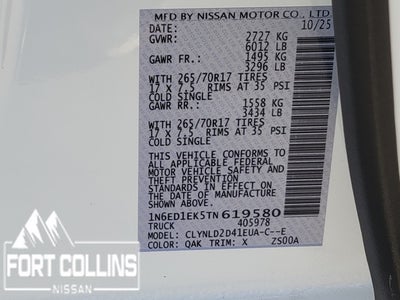 MFD BY NISSAN MOTOR CO., LTD
DATE: 10/25
GVWR: 2727 KG
6012 LB
GAWR FR.: 1495 KG
3296 LB
WITH 265/70R17 TIRES
17 X 7.5 RIMS AT 35 PSI
COLD SINGLE
GAWR RR.: 1558 KG
3434 LB
WITH 265/70R17 TIRES
17 X 7.5 RIMS AT 35 PSI
COLD SINGLE
THIS VEHICLE CONFORMS TO
ALL APPLICABLE FEDERAL
MOTOR VEHICLE SAFETY
AND THEFT PREVENTION
STANDARDS IN EFFECT ON
THE DATE OF MANUFACTURE
SHOWN ABOVE.
1N6ED1EK5TN619580
TRUCK 405978
MODEL: CLYNLD2D41EUA-C--E
COLOR: QAK TRIM: X ZS00A
FORT COLLINS
NISSAN